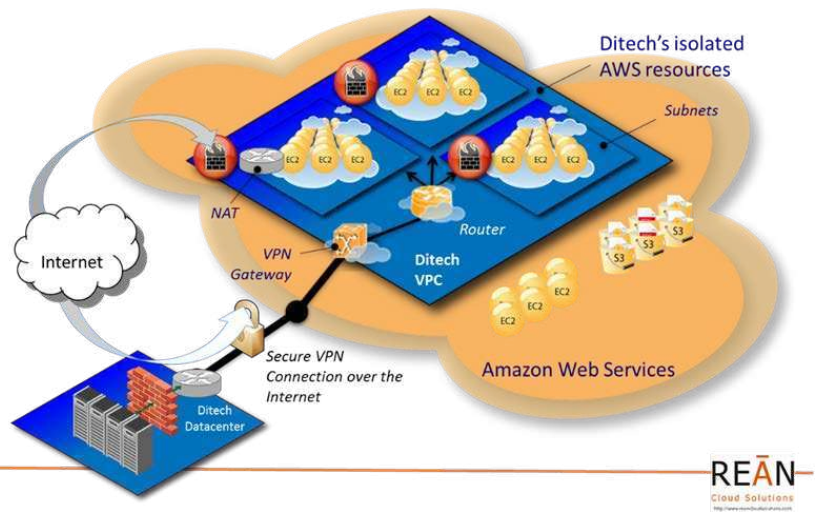 Ditech's isolated
AWS resources
Subnets
EC2
EC2
EC2
EC2
EC2
EC2
EC2
EC2
EC2
NAT
Router
VPN
Gateway
Ditech
VPC
Internet
S3
S3
S3
EC2
EC2
EC2
Secure VPN
Connection over the
Internet
Amazon Web Services
Ditech
Datacenter
REĀN
Cloud Solutions